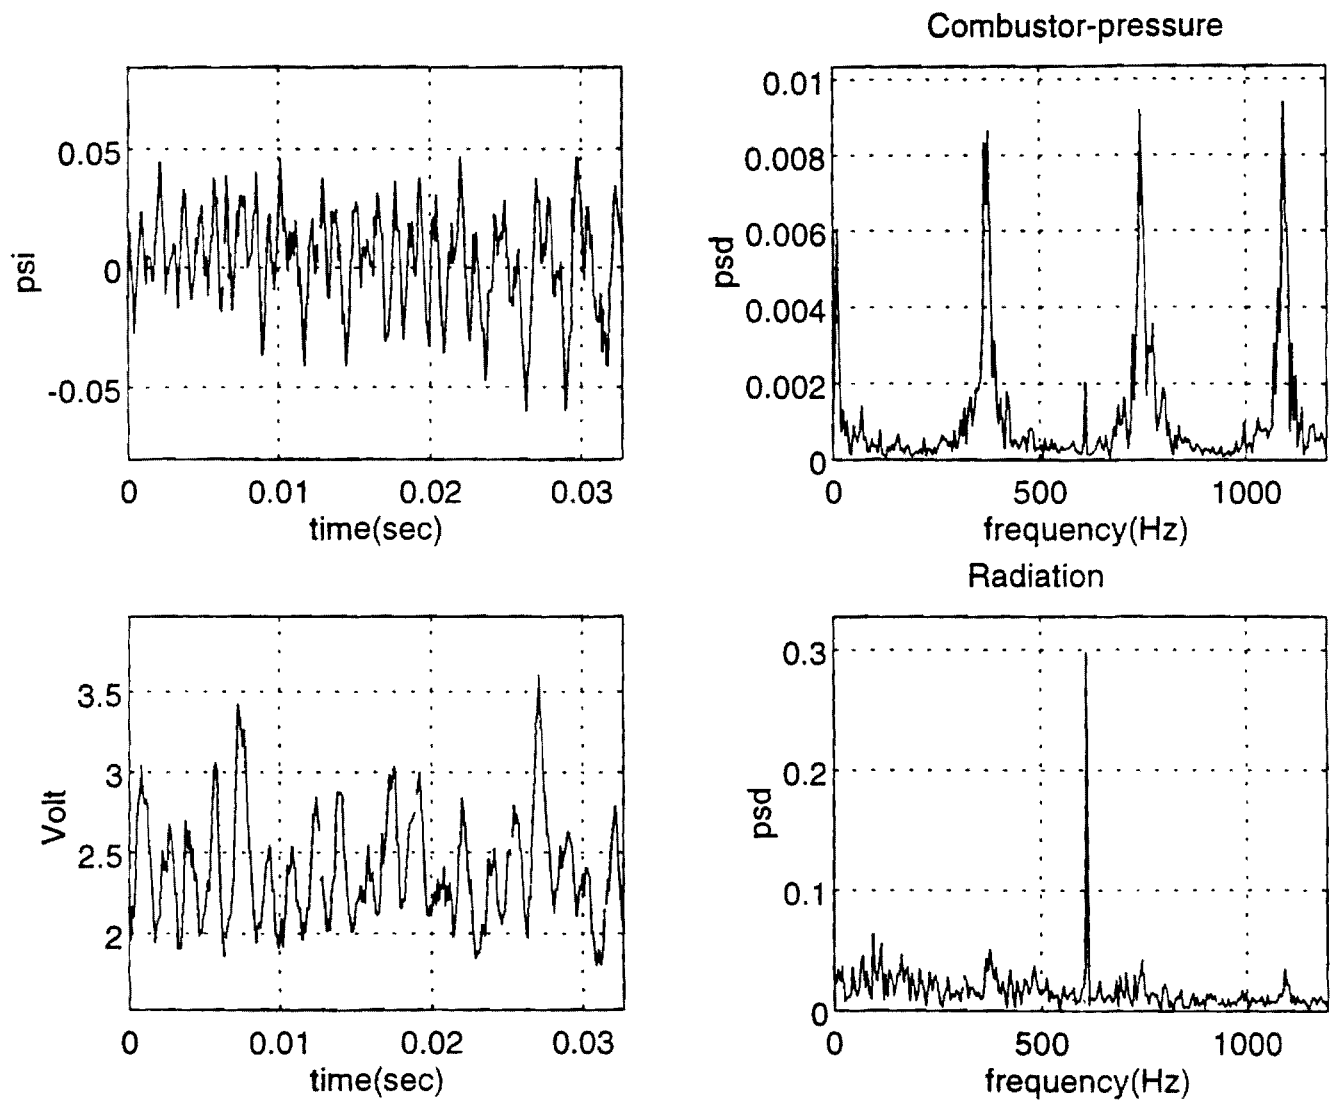 Combustor-pressure
0.05
0
-0.05
psi
0 0.01 0.02 0.03
time(sec)
0.01
0.008
0.006
0.004
0.002
0
psd
0 500 1000
frequency(Hz)
Radiation
3.5
3
2.5
2
Volt
0 0.01 0.02 0.03
time(sec)
0.3
0.2
0.1
0
psd
0 500 1000
frequency(Hz)